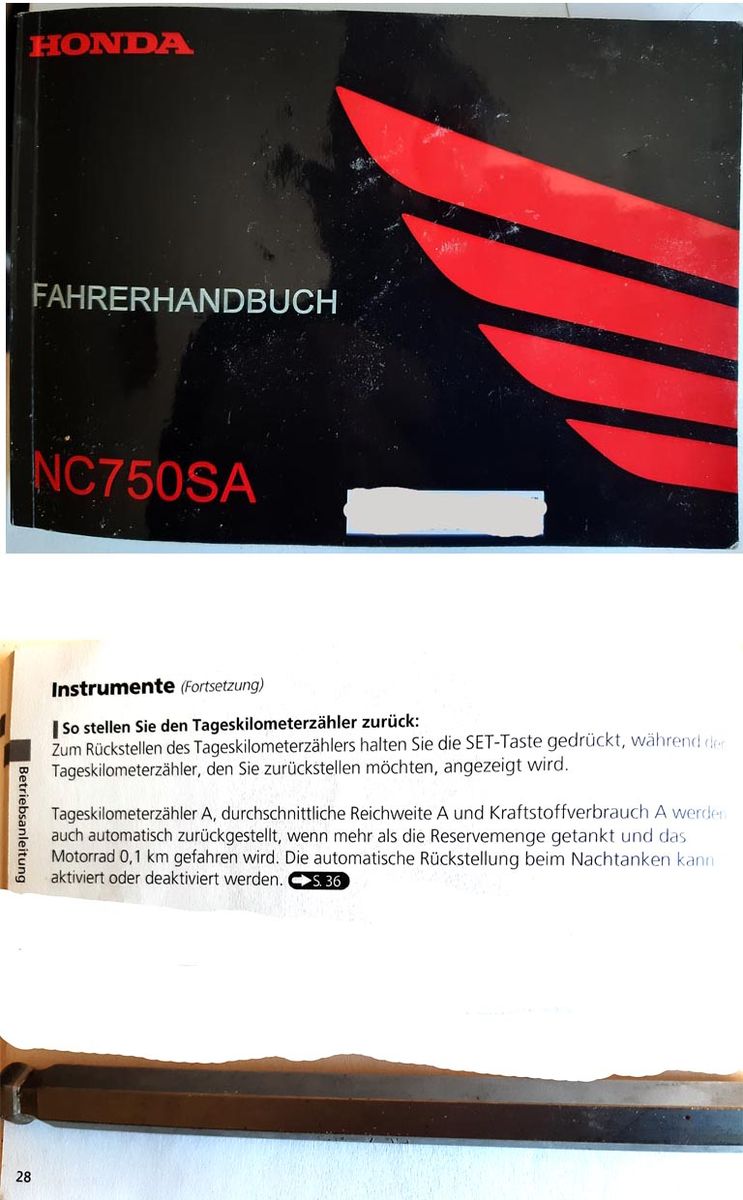 HONDA
FAHRERHANDBUCH
NC750SA
Instrumente (Fortsetzung)
So stellen Sie den Tageskilometerzähler zurück:
Zum Rückstellen des Tageskilometerzählers halten Sie die SET-Taste gedrückt, während der
Tageskilometerzähler, den Sie zurückstellen möchten, angezeigt wird.
Tageskilometerzähler A, durchschnittliche Reichweite A und Kraftstoffverbrauch A werden
auch automatisch zurückgestellt, wenn mehr als die Reservemenge getankt und das
Motorrad 0,1 km gefahren wird. Die automatische Rückstellung beim Nachtanken kann
aktiviert oder deaktiviert werden. ➡S. 36
Betriebsanleitung
28